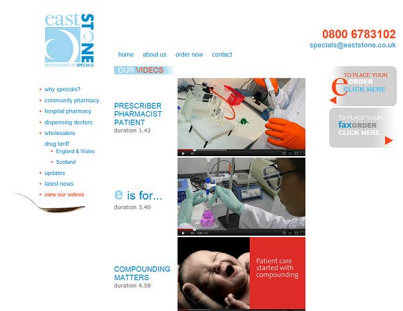 east
STONE
SPECIALISING IN SPECIALS
0800 6783102
specials@eaststone.co.uk
home about us order now contact
OUR VIDEOS
why specials?
community pharmacy
hospital pharmacy
dispensing doctors
wholesalers
drug tariff
England & Wales
Scotland
updates
latest news
view our videos
PRESCRIBER
PHARMACIST
PATIENT
duration 1.42
e is for...
duration 3.40
COMPOUNDING
MATTERS
duration 4.58
Patient care
started with
compounding
TO PLACE YOUR
eORDER
CLICK HERE
TO PLACE YOUR
faxORDER
CLICK HERE